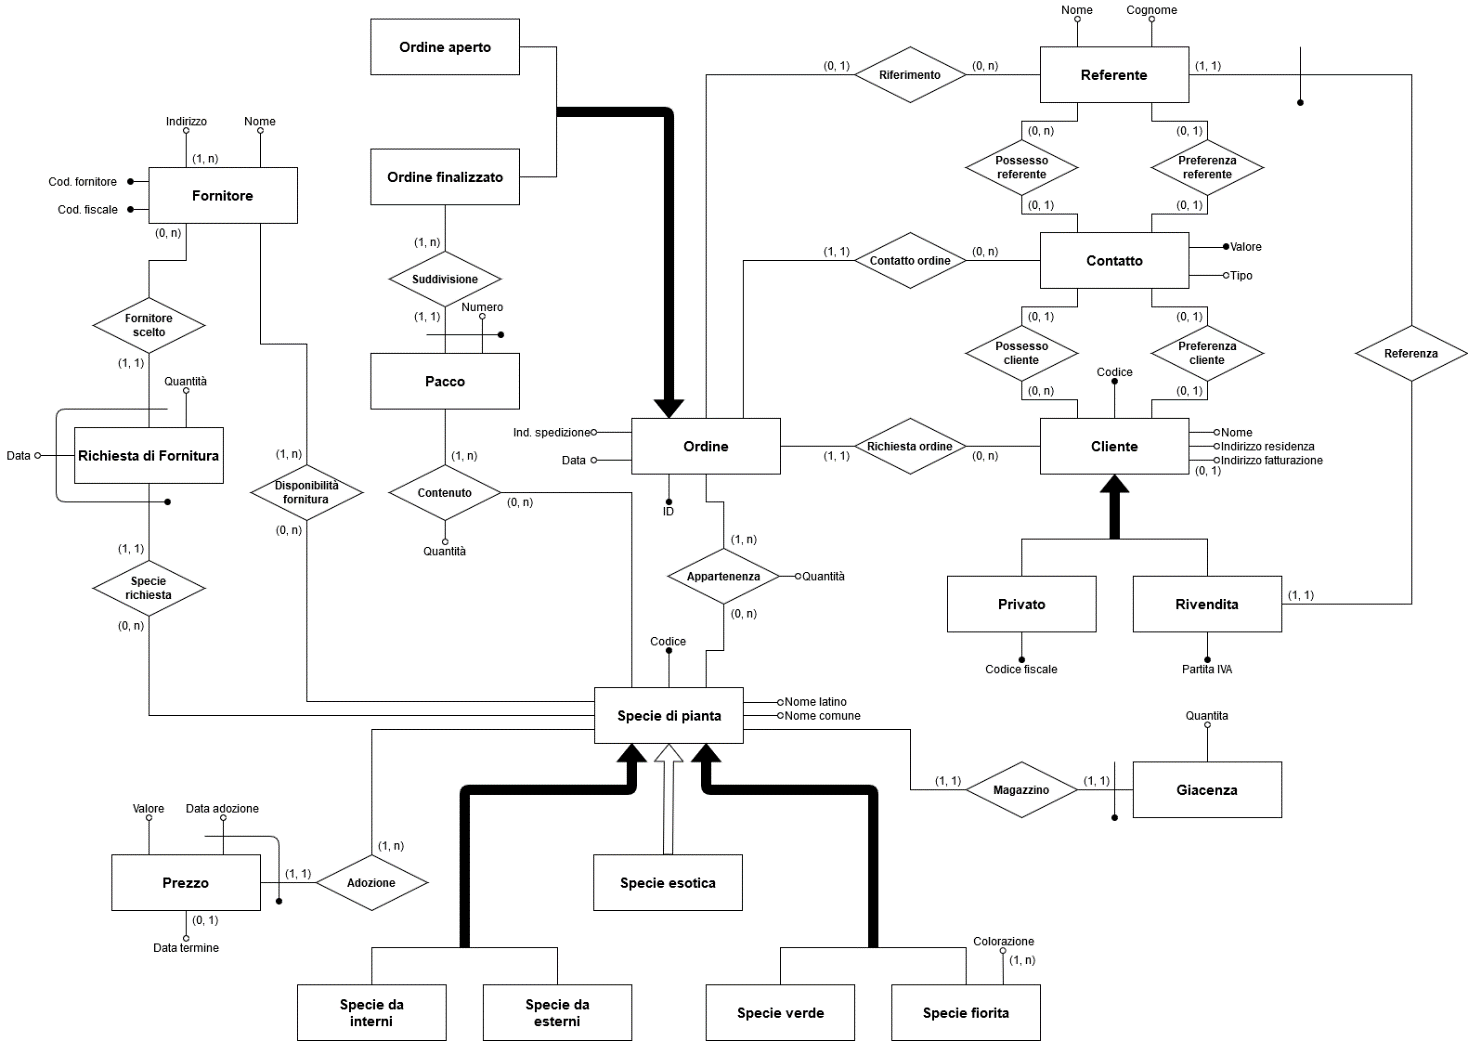 Nome
Cognome
Ordine aperto
(0, 1)
Riferimento
(0, n)
Referente
(1, 1)
Indirizzo
Nome
(1, n)
Cod. fornitore
Cod. fiscale
Fornitore
(0, n)
Ordine finalizzato
(0, n)
Possesso
referente
(0, 1)
(0, 1)
Preferenza
referente
(0, 1)
(1, n)
Suddivisione
(1, 1)
Numero
(1, 1)
Contatto ordine
(0, n)
Contatto
Valore
Tipo
Fornitore
scelto
(1, 1)
(0, 1)
Possesso
cliente
(0, n)
(0, 1)
Preferenza
cliente
(0, 1)
Referenza
Codice
Quantità
Pacco
Data
Richiesta di Fornitura
(1, n)
Disponibilità
fornitura
(0, n)
(1, n)
Contenuto
(0, n)
Quantità
Ind. spedizione
Data
Ordine
ID
(1, 1)
Richiesta ordine
(0, n)
Cliente
Nome
Indirizzo residenza
Indirizzo fatturazione
(0, 1)
(1, 1)
Specie
richiesta
(0, n)
(1, n)
Appartenenza
Quantità
(0, n)
Privato
Rivendita
(1, 1)
Codice fiscale
Partita IVA
Codice
Specie di pianta
Nome latino
Nome comune
Quantita
(1, 1)
Magazzino
(1, 1)
Giacenza
Valore
Data adozione
Prezzo
(1, 1)
(1, n)
Adozione
(0, 1)
Data termine
Specie esotica
Colorazione
(1, n)
Specie da
interni
Specie da
esterni
Specie verde
Specie fiorita